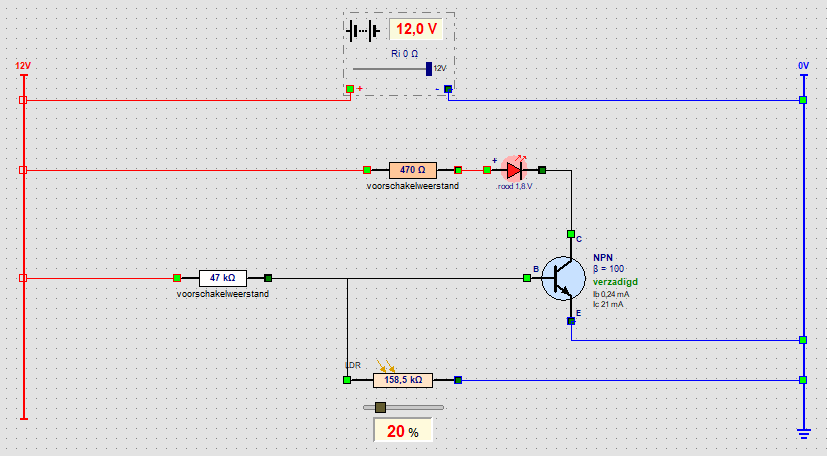 12,0 V
Ri 0 Ω
12V
12V
0V
+ -
470 Ω
+
voorschakelweerstand
rood 1,8 V
C
NPN
47 kΩ
B
β = 100
verzadigd
voorschakelweerstand
Ib 0,24 mA
Ic 21 mA
E
LDR
158,5 kΩ
20 %